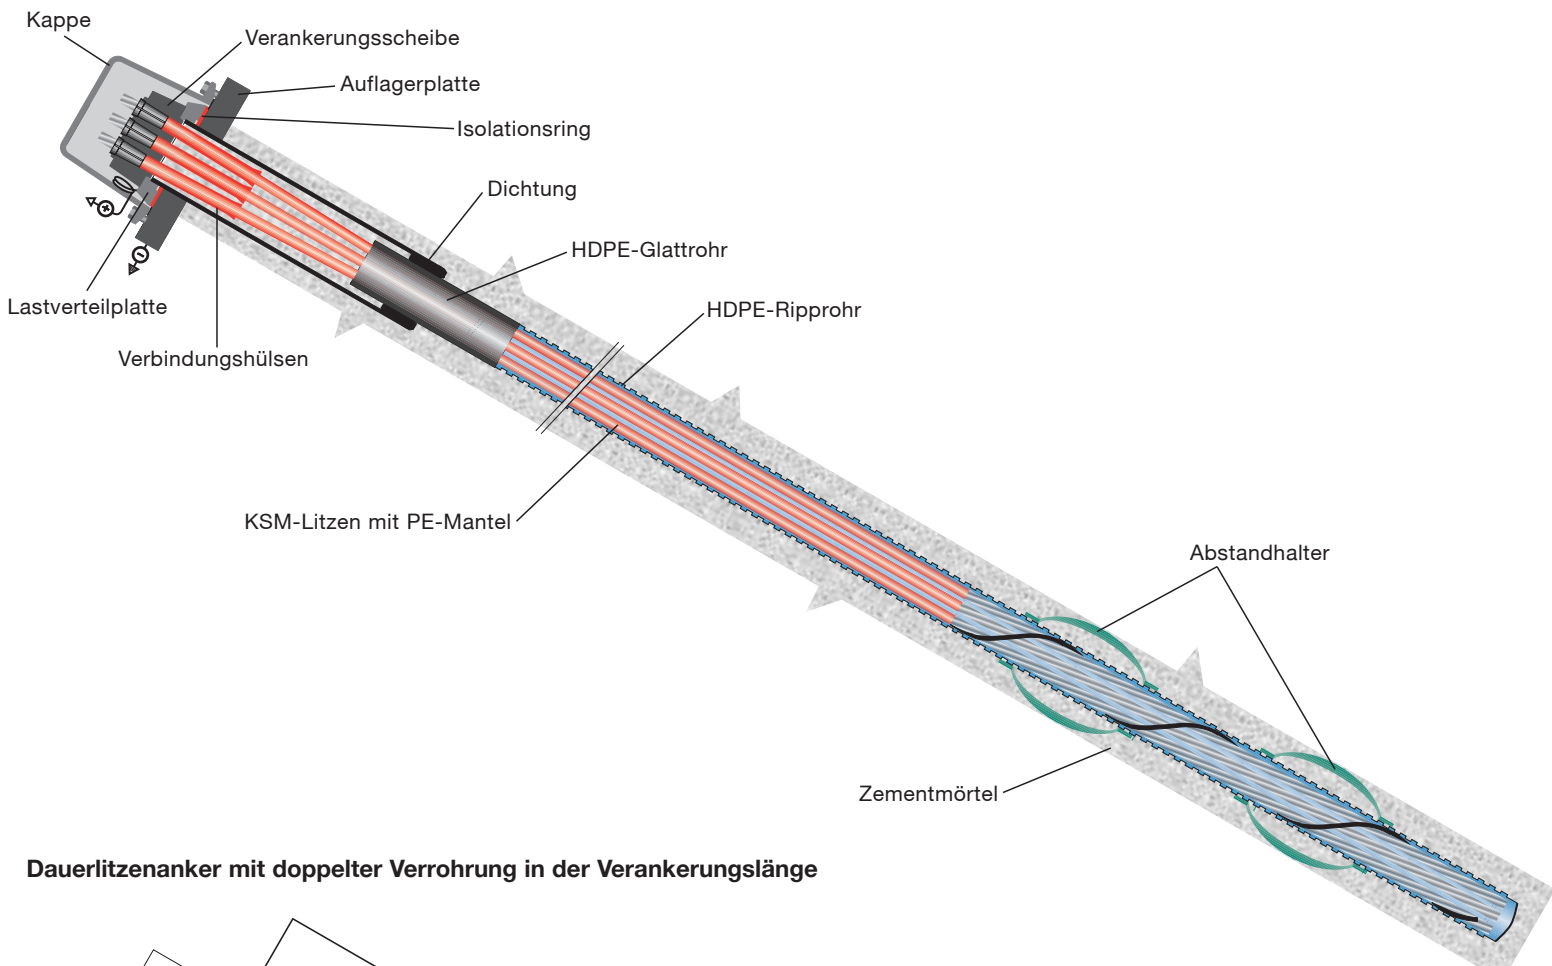 Kappe
Verankerungsscheibe
Auflagerplatte
Isolationsring
Dichtung
HDPE-Glattrohr
HDPE-Ripprohr
Lastverteilplatte
Verbindungshülsen
KSM-Litzen mit PE-Mantel
Abstandhalter
Zementmörtel
Dauerlitzenanker mit doppelter Verrohrung in der Verankerungslänge